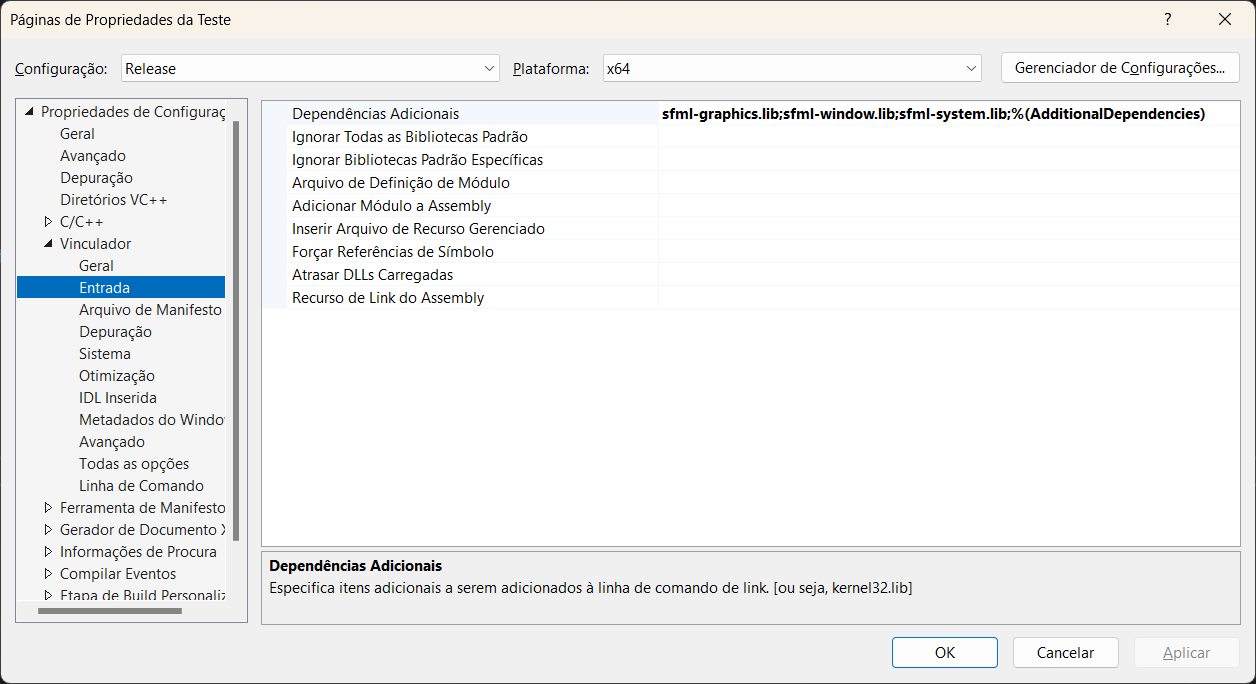 Páginas de Propriedades da Teste
?
Configuração: Release Plataforma: x64 Gerenciador de Configurações...
Propriedades de Configuraç
Geral
Avançado
Depuração
Diretórios VC++
C/C++
Vinculador
Geral
Entrada
Arquivo de Manifesto
Depuração
Sistema
Otimização
IDL Inserida
Metadados do Windo
Avançado
Todas as opções
Linha de Comando
Ferramenta de Manifesto
Gerador de Documento X
Informações de Procura
Compilar Eventos
Etapa de Build Personaliz
Dependências Adicionais sfml-graphics.lib;sfml-window.lib;sfml-system.lib;%(AdditionalDependencies)
Ignorar Todas as Bibliotecas Padrão
Ignorar Bibliotecas Padrão Específicas
Arquivo de Definição de Módulo
Adicionar Módulo a Assembly
Inserir Arquivo de Recurso Gerenciado
Forçar Referências de Símbolo
Atrasar DLLs Carregadas
Recurso de Link do Assembly
Dependências Adicionais
Especifica itens adicionais a serem adicionados à linha de comando de link. [ou seja, kernel32.lib]
OK Cancelar Aplicar